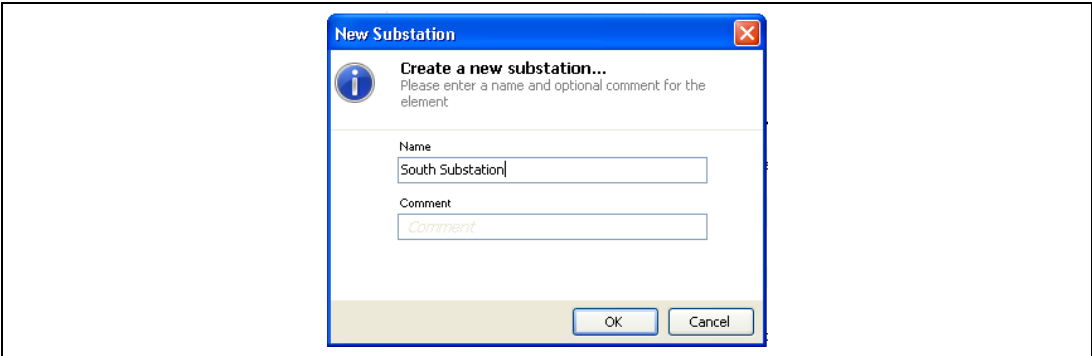 New Substation
Create a new substation...
Please enter a name and optional comment for the
element
Name
South Substation
Comment
Comment
OK Cancel